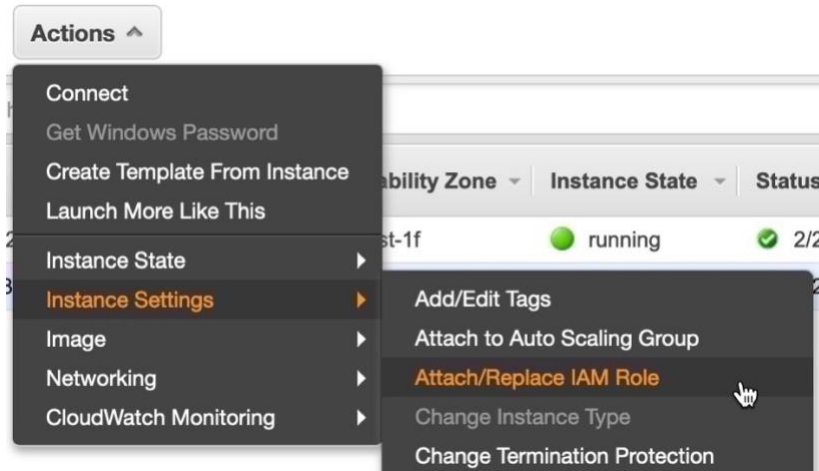 Actions
Connect
Get Windows Password
Create Template From Instance
Launch More Like This
Instance State
Instance Settings
Image
Networking
CloudWatch Monitoring
Zone Instance State Status
st-1f running 2/2
Add/Edit Tags
Attach to Auto Scaling Group
Attach/Replace IAM Role
Change Instance Type
Change Termination Protection